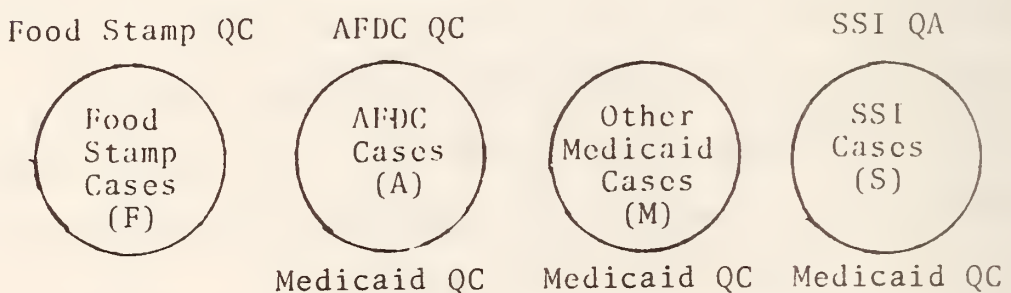 Food Stamp QC AFDC QC SSI QA
Food Stamp Cases (F)
AFDC Cases (A)
Other Medicaid Cases (M)
SSI Cases (S)
Medicaid QC Medicaid QC Medicaid QC